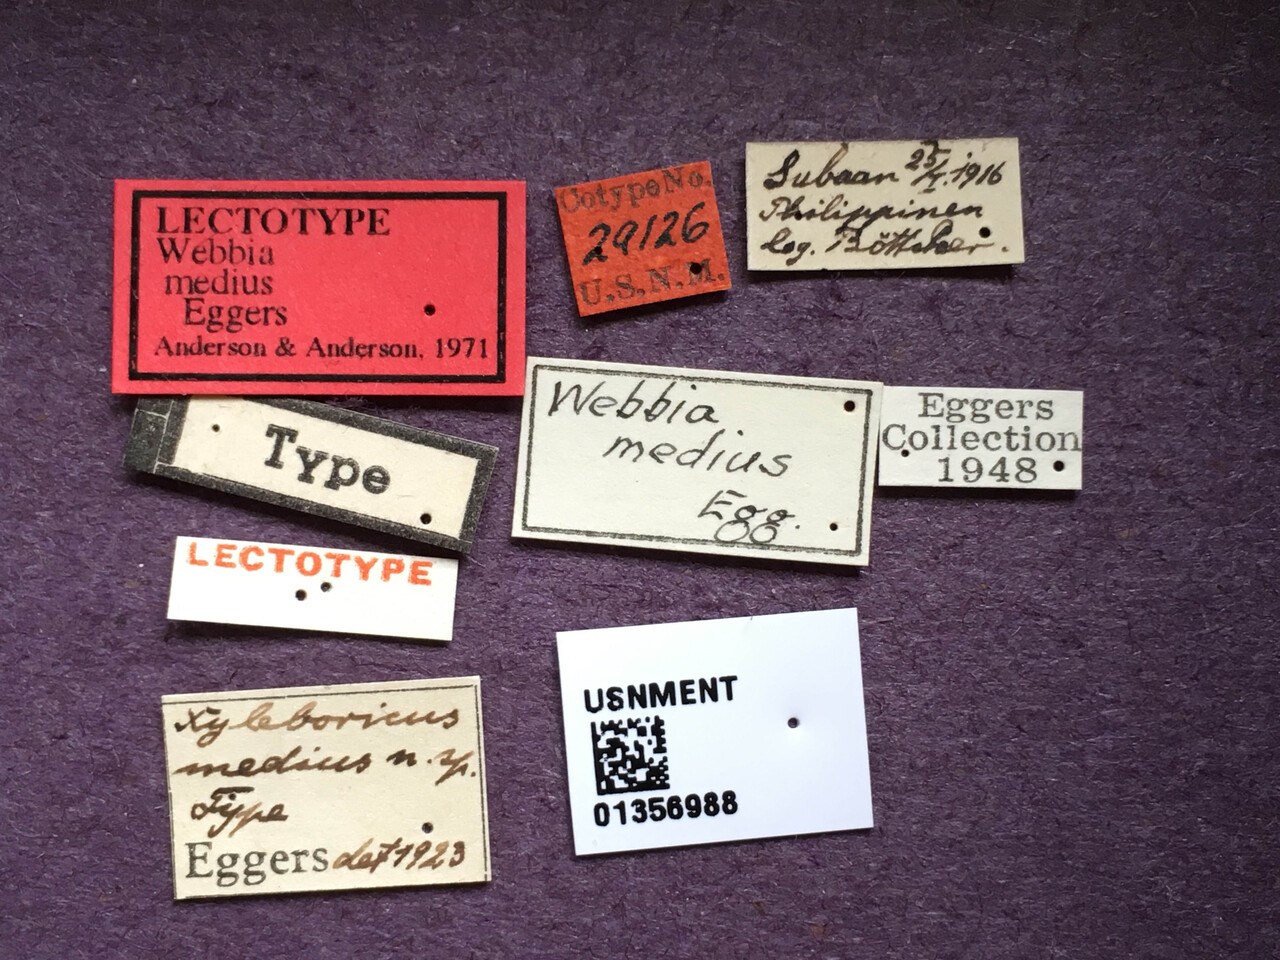 LECTOTYPE
Webbia
medius
Eggers
Anderson & Anderson, 1971
Cotype No.
29126
U.S.N.M.
Subaan 25/I.1916
Philippinen
leg. Böttcher.
Type
Webbia
medius
Egg.
Eggers
Collection
1948
LECTOTYPE
Xyleboricus
medius n. sp.
Type
Eggers det 1923
USNMENT
01356988